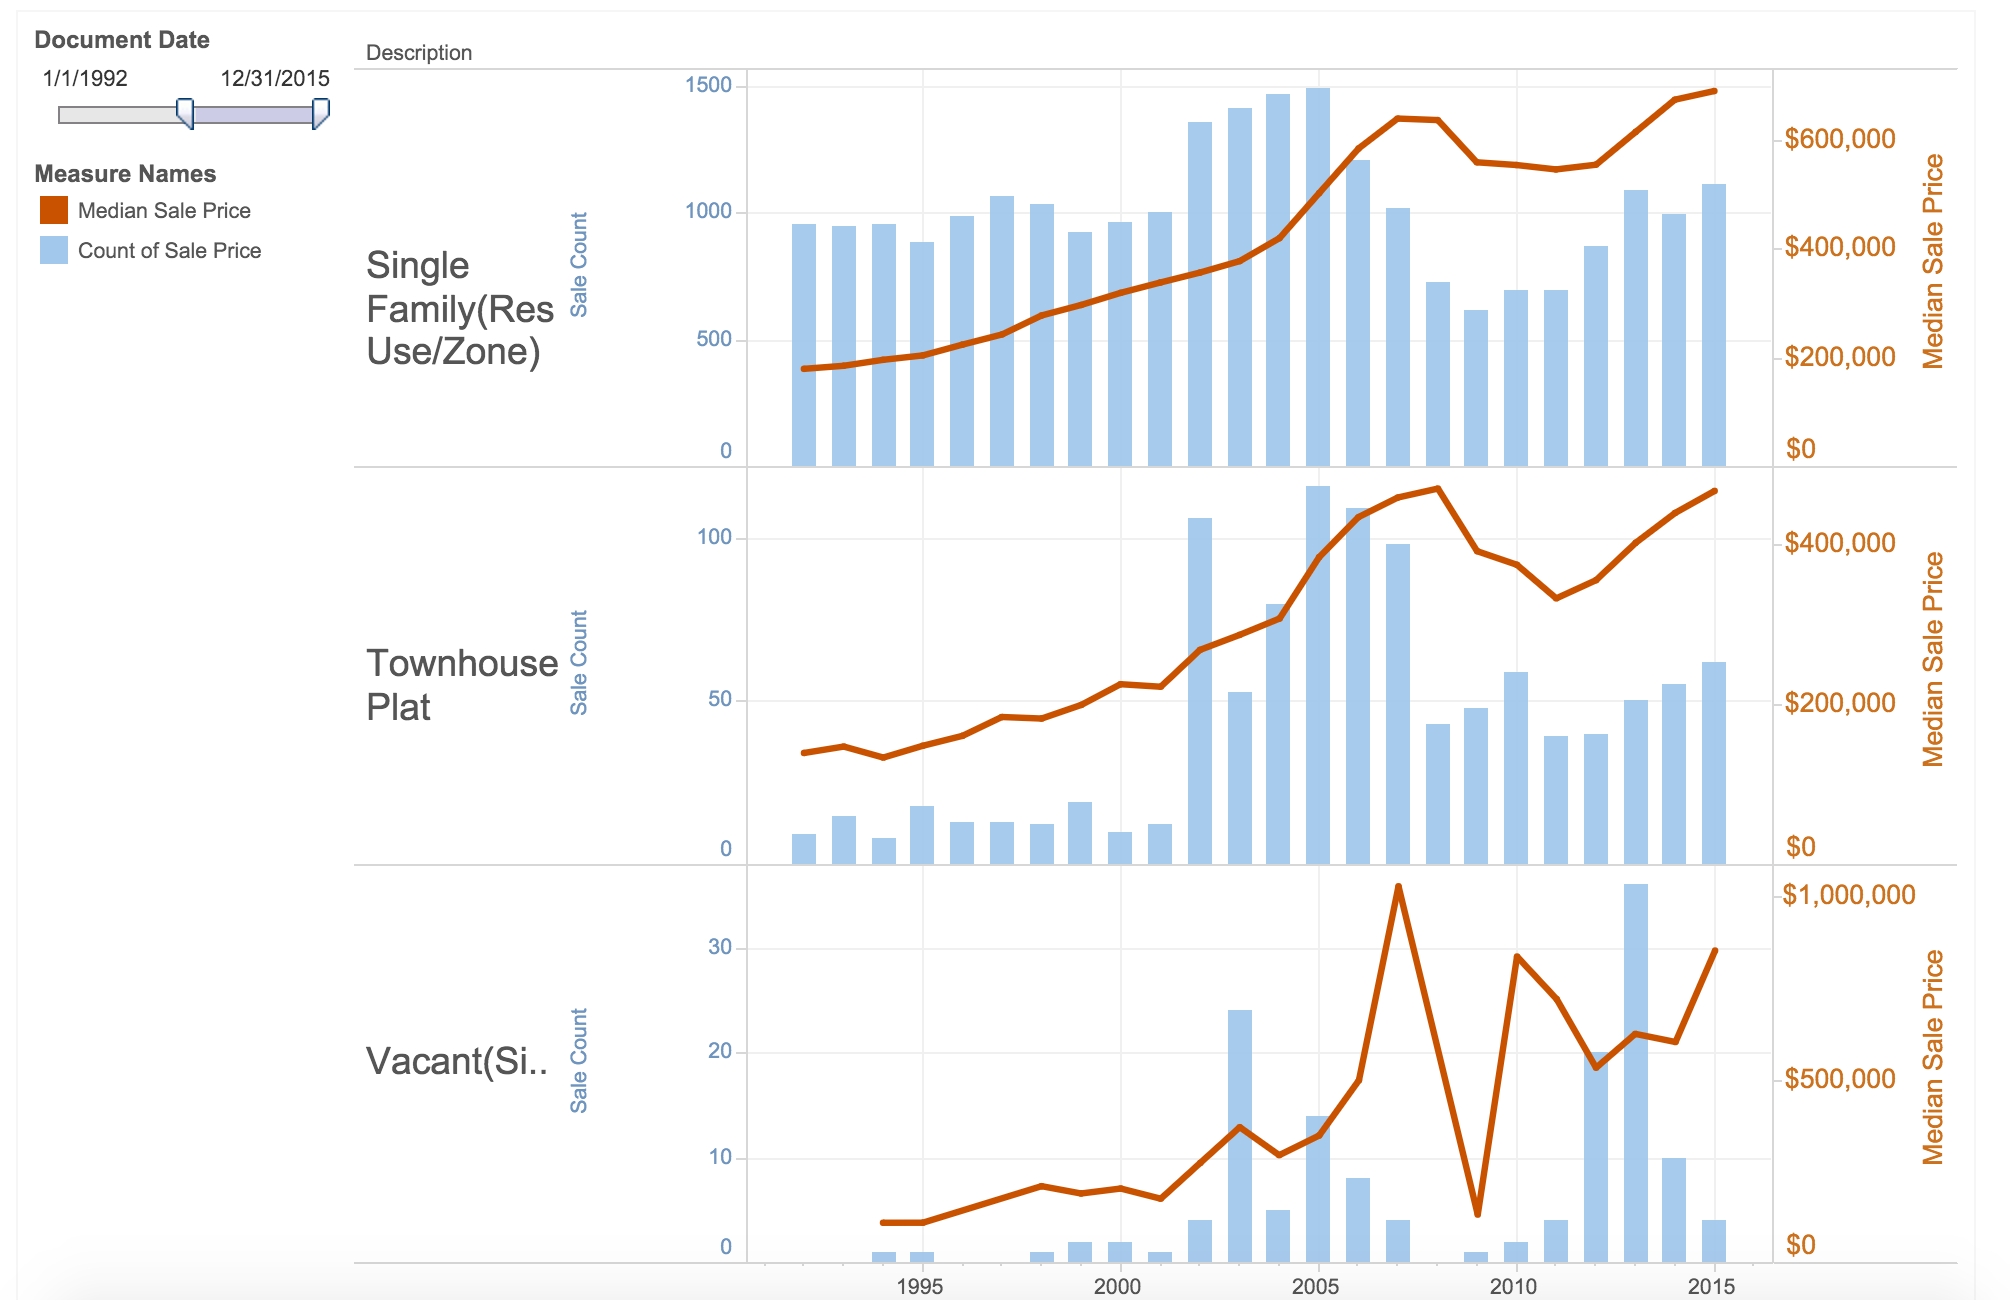 Document Date
1/1/1992 12/31/2015
Measure Names
Median Sale Price
Count of Sale Price
Description
Single
Family(Res
Use/Zone)
Sale Count
1500
1000
500
0
$600,000
$400,000
$200,000
$0
Median Sale Price
Townhouse
Plat
Sale Count
100
50
0
$400,000
$200,000
$0
Median Sale Price
Vacant(Si..
Sale Count
30
20
10
0
$1,000,000
$500,000
$0
Median Sale Price
1995 2000 2005 2010 2015